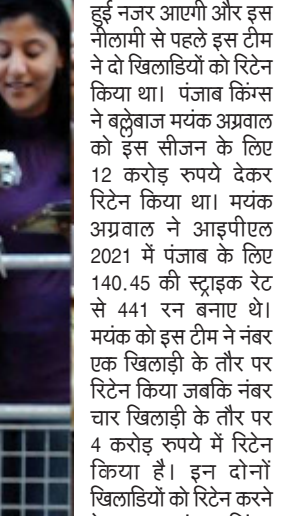 हुई नजर आएगी और इस
नीलामी से पहले इस टीम
ने दो खिलाडियों को रिटेन
किया था। पंजाब किंग्स
ने बल्लेबाज मयंक अग्रवाल
को इस सीजन के लिए
12 करोड़ रुपये देकर
रिटेन किया था। मयंक
अग्रवाल ने आइपीएल
2021 में पंजाब के लिए
140.45 की स्ट्राइक रेट
से 441 रन बनाए थे।
मयंक को इस टीम ने नंबर
एक खिलाड़ी के तौर पर
रिटेन किया जबकि नंबर
चार खिलाड़ी के तौर पर
4 करोड़ रुपये में रिटेन
किया है। इन दोनों
खिलाडियों को रिटेन करने